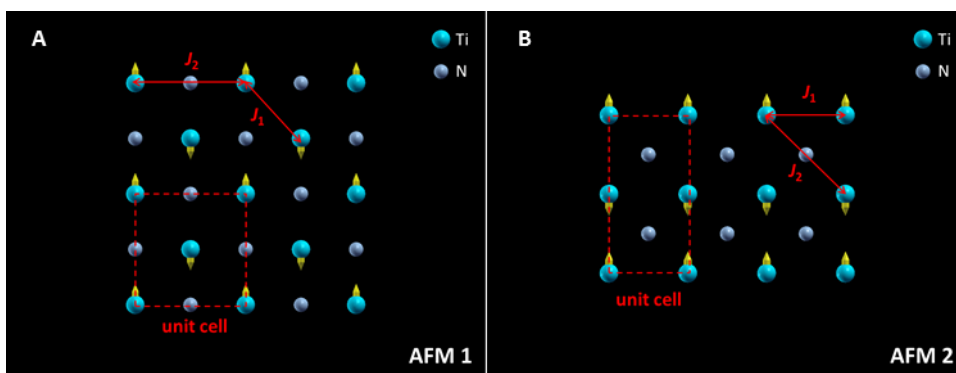 A
Ti
N
J2
J1
unit cell
AFM 1
B
Ti
N
J1
J2
unit cell
AFM 2